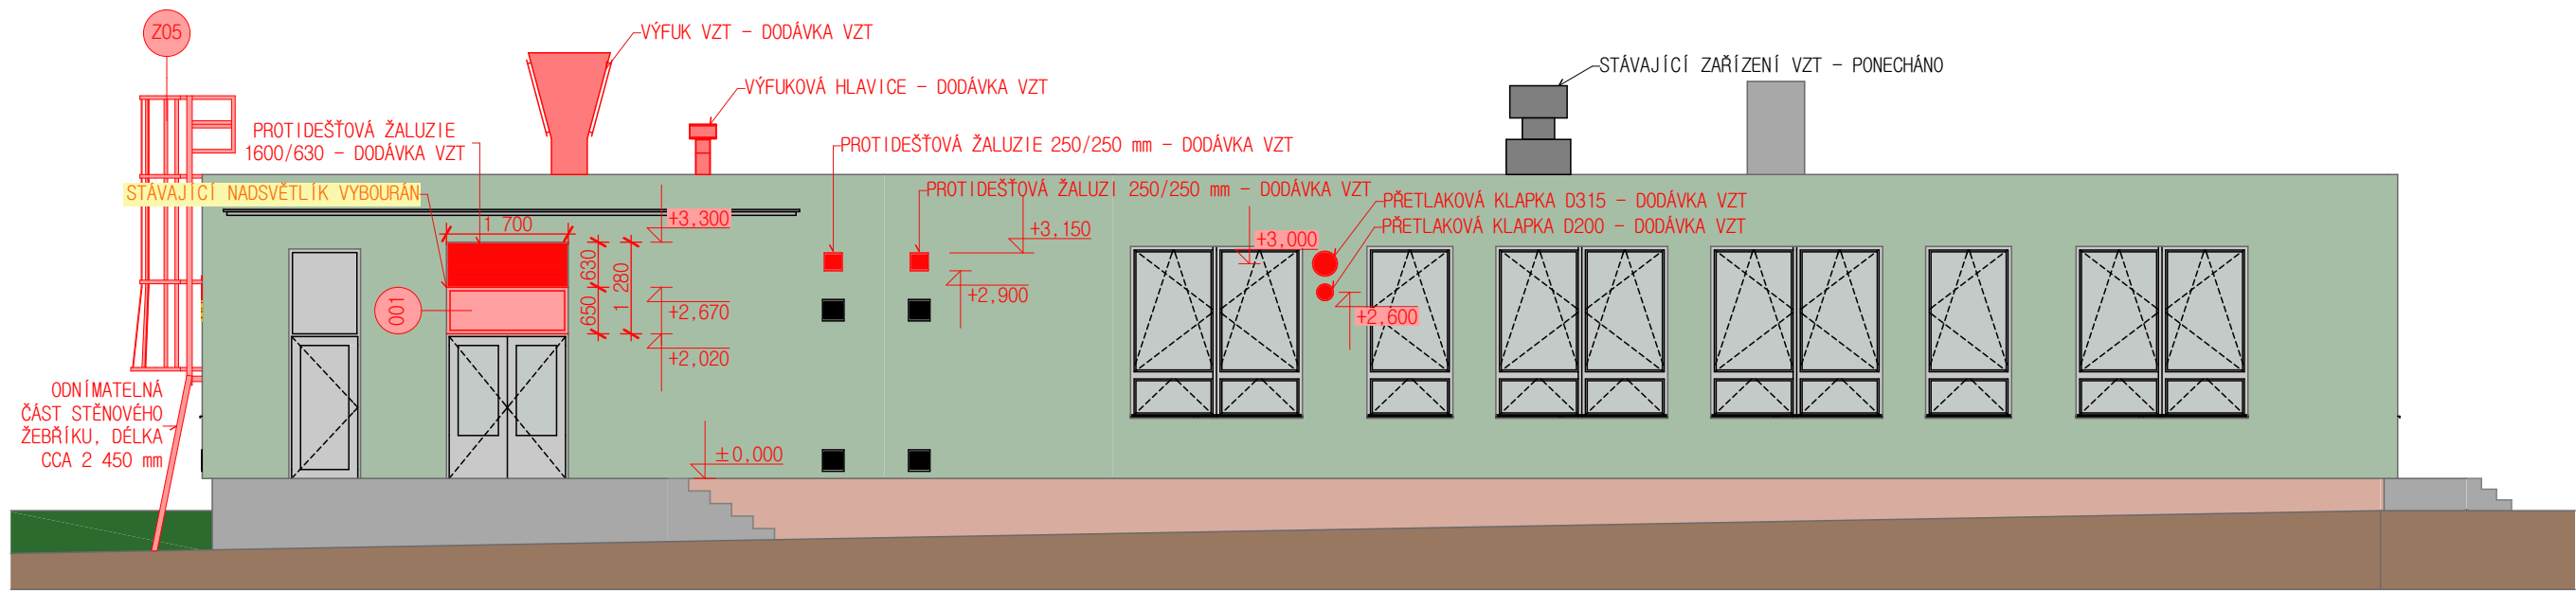 Z05
VÝFUK VZT - DODÁVKA VZT
STÁVAJÍCÍ ZAŘÍZENÍ VZT - PONECHÁNO
VÝFUKOVÁ HLAVICE - DODÁVKA VZT
PROTIDEŠŤOVÁ ŽALUZIE
1600/630 - DODÁVKA VZT
PROTIDEŠŤOVÁ ŽALUZIE 250/250 mm - DODÁVKA VZT
STÁVAJÍCÍ NADSVĚTLÍK VYBOURÁN
PROTIDEŠŤOVÁ ŽALUZI 250/250 mm - DODÁVKA VZT
PŘETLAKOVÁ KLAPKA D315 - DODÁVKA VZT
PŘETLAKOVÁ KLAPKA D200 - DODÁVKA VZT
1 700
+3,300
+3,150
+3,000
630
1 280
650
+2,900
+2,670
+2,600
001
+2,020
ODNÍMATELNÁ
ČÁST STĚNOVÉHO
ŽEBŘÍKU, DÉLKA
CCA 2 450 mm
±0,000